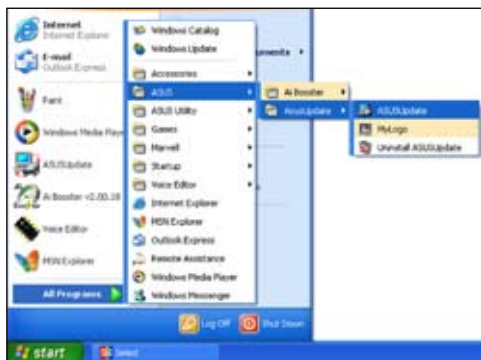 Internet
Internet Explorer
E-mail
Outlook Express
Paint
Windows Media Play
ASUSUpdate
Ai Booster v2.00.18
Voice Editor
MSN Explorer
All Programs
Windows Catalog
Windows Update
Accessories
ASUS
ASUS Utility
Games
Marvell
Startup
Voice Editor
Internet Explorer
MSN Explorer
Outlook Express
Remote Assistance
Windows Media Player
Windows Messenger
cuments
Ai Booster
AsusUpdate
ASUSUpdate
MyLogo
Uninstall ASUSUpdate
Log Off
Shut Down
start